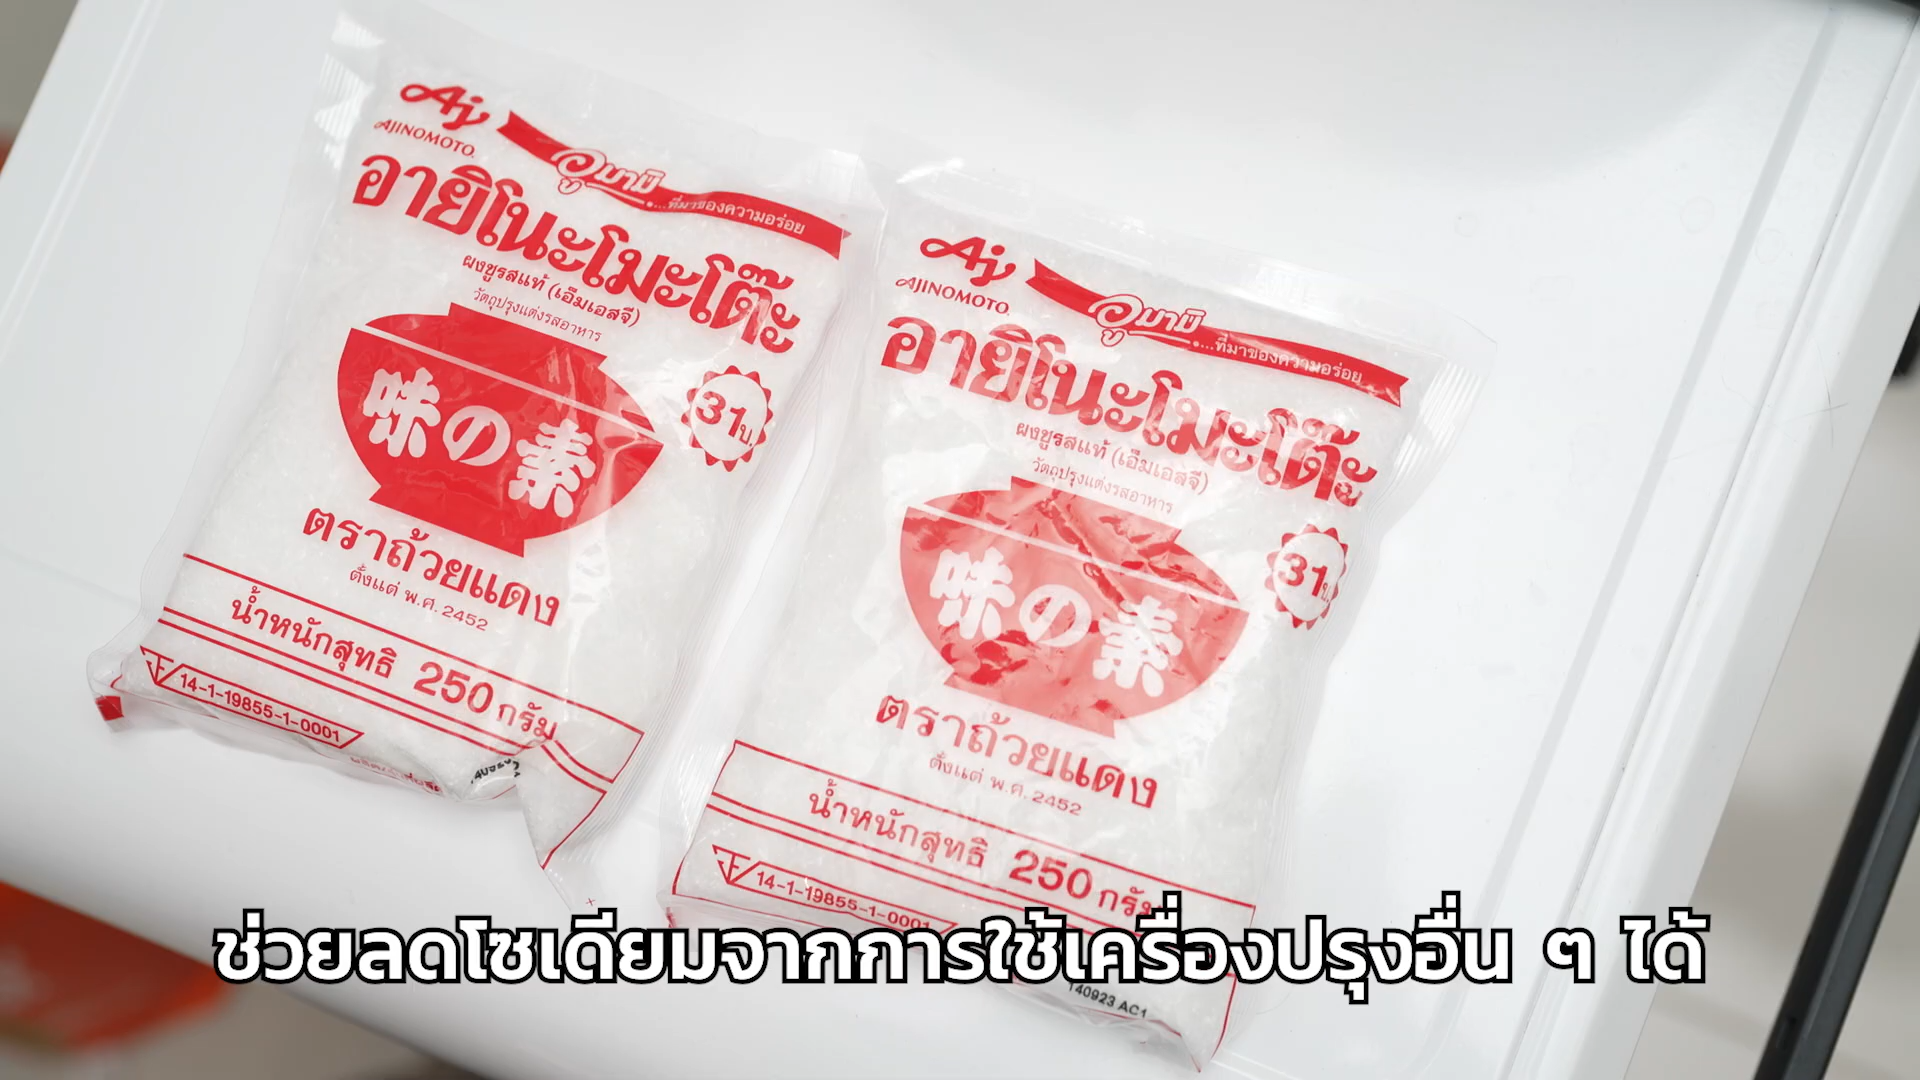 Aj
AJINOMOTO
อูมามิ
...ที่มาของความอร่อย
อายิโนะโมะโต๊ะ
ผงชูรสแท้ (เอ็มเอสจี)
วัตถุปรุงแต่งรสอาหาร
味の素
31บ.
ตราถ้วยแดง
ตั้งแต่ พ.ศ. 2452
น้ำหนักสุทธิ 250 กรัม
14-1-19855-1-0001
Aj
AJINOMOTO
อูมามิ
...ที่มาของความอร่อย
อายิโนะโมะโต๊ะ
ผงชูรสแท้ (เอ็มเอสจี)
วัตถุปรุงแต่งรสอาหาร
味の素
31บ.
ตราถ้วยแดง
ตั้งแต่ พ.ศ. 2452
น้ำหนักสุทธิ 250 กรัม
14-1-19855-1-0001
ช่วยลดโซเดียมจากการใช้เครื่องปรุงอื่น ๆ ได้
140923 AC1